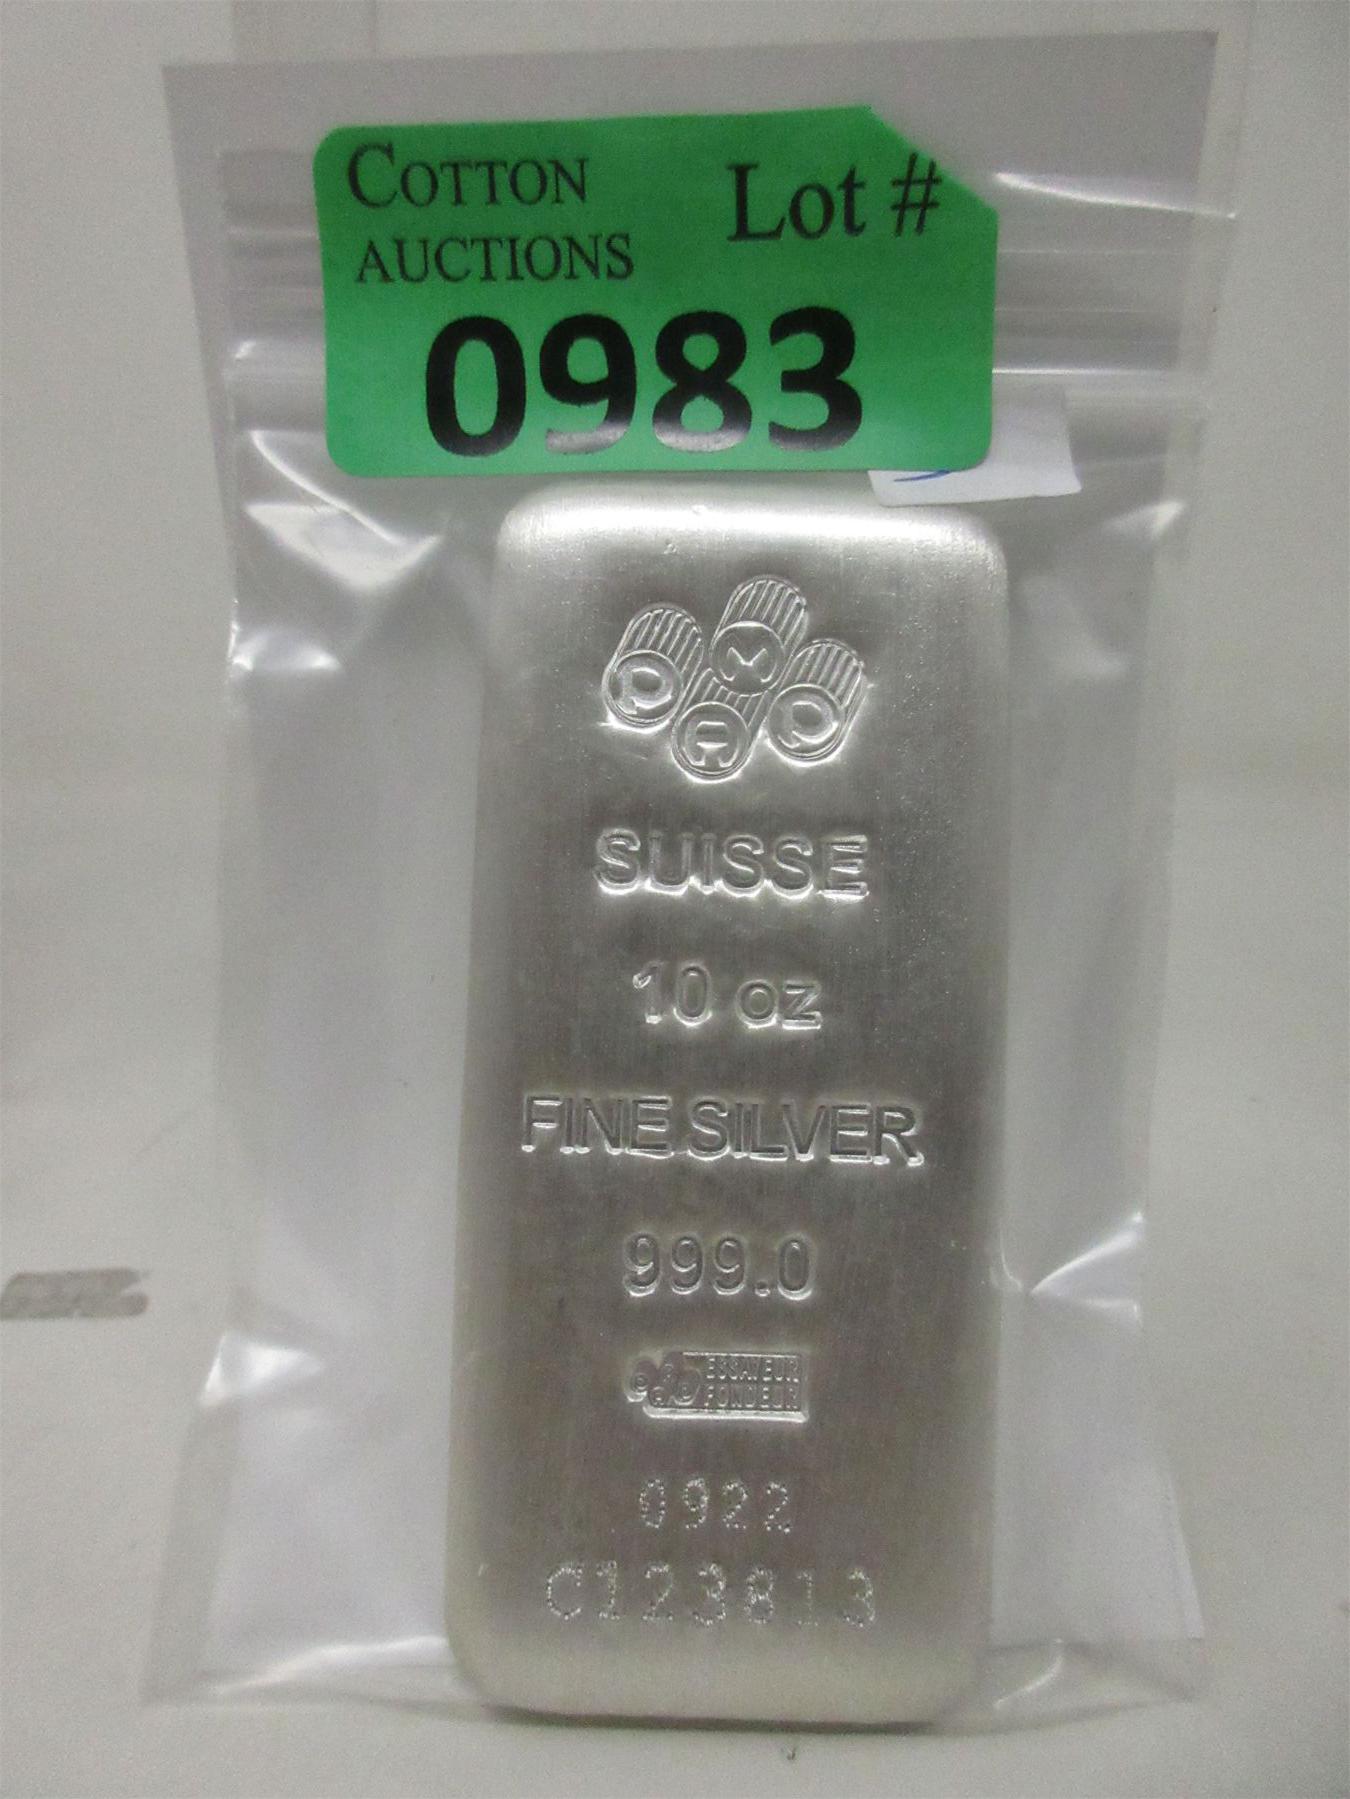 COTTON
AUCTIONS
Lot #
0983
P A M P
SUISSE
10 oz
FINE SILVER
999.0
PAMP ESSAYEUR
FONDEUR
0922
C123813